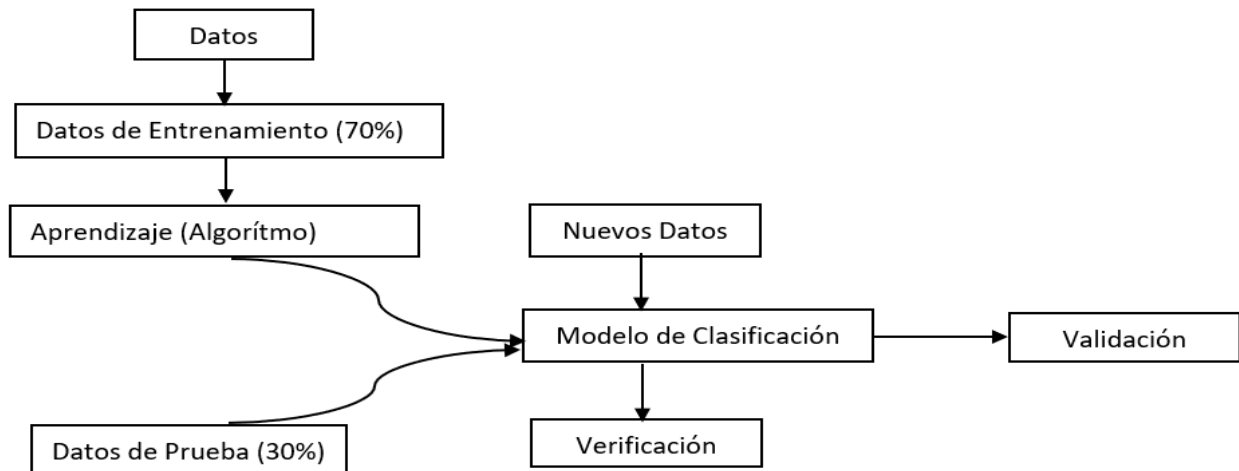 Datos
Datos de Entrenamiento (70%)
Aprendizaje (Algorítmo)
Nuevos Datos
Modelo de Clasificación
Validación
Datos de Prueba (30%)
Verificación